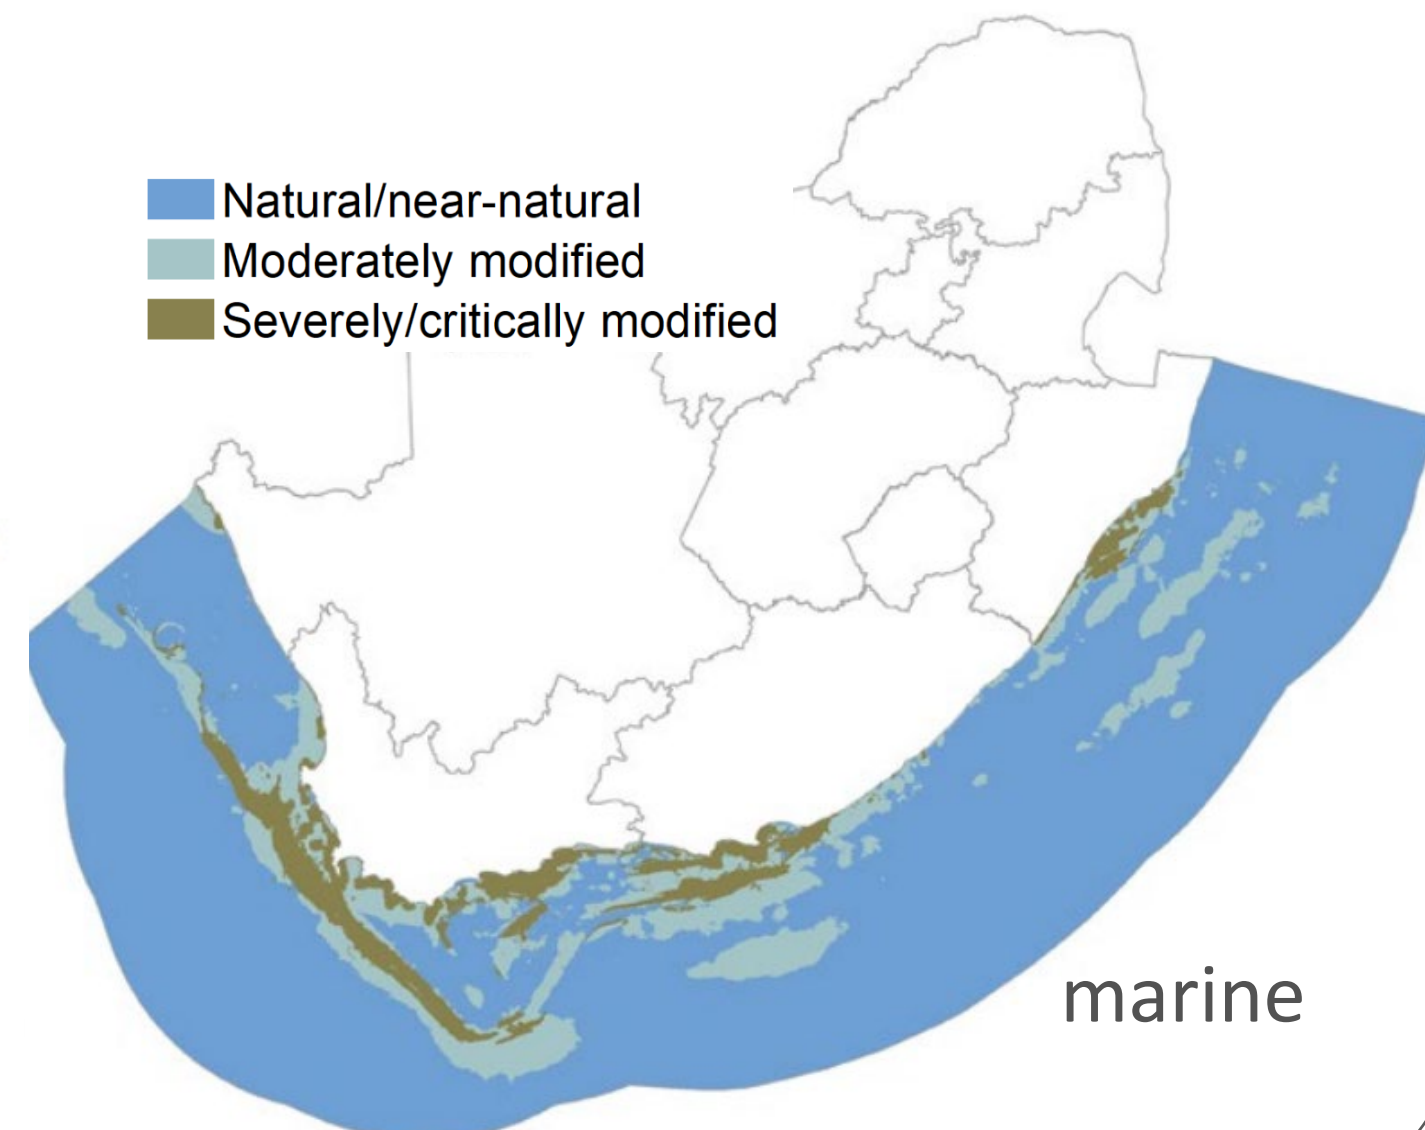 Natural/near-natural
Moderately modified
Severely/critically modified
marine